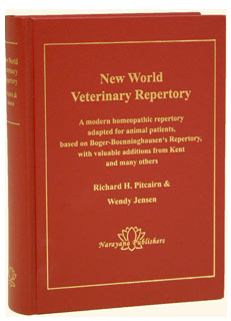 New World
Veterinary Repertory
A modern homeopathic repertory
adapted for animal patients,
based on Boger-Boenninghausen's Repertory,
with valuable additions from Kent
and many others
Richard H. Pitcairn &
Wendy Jensen
Narayana Publishers
New World
Veterinary
Repertory